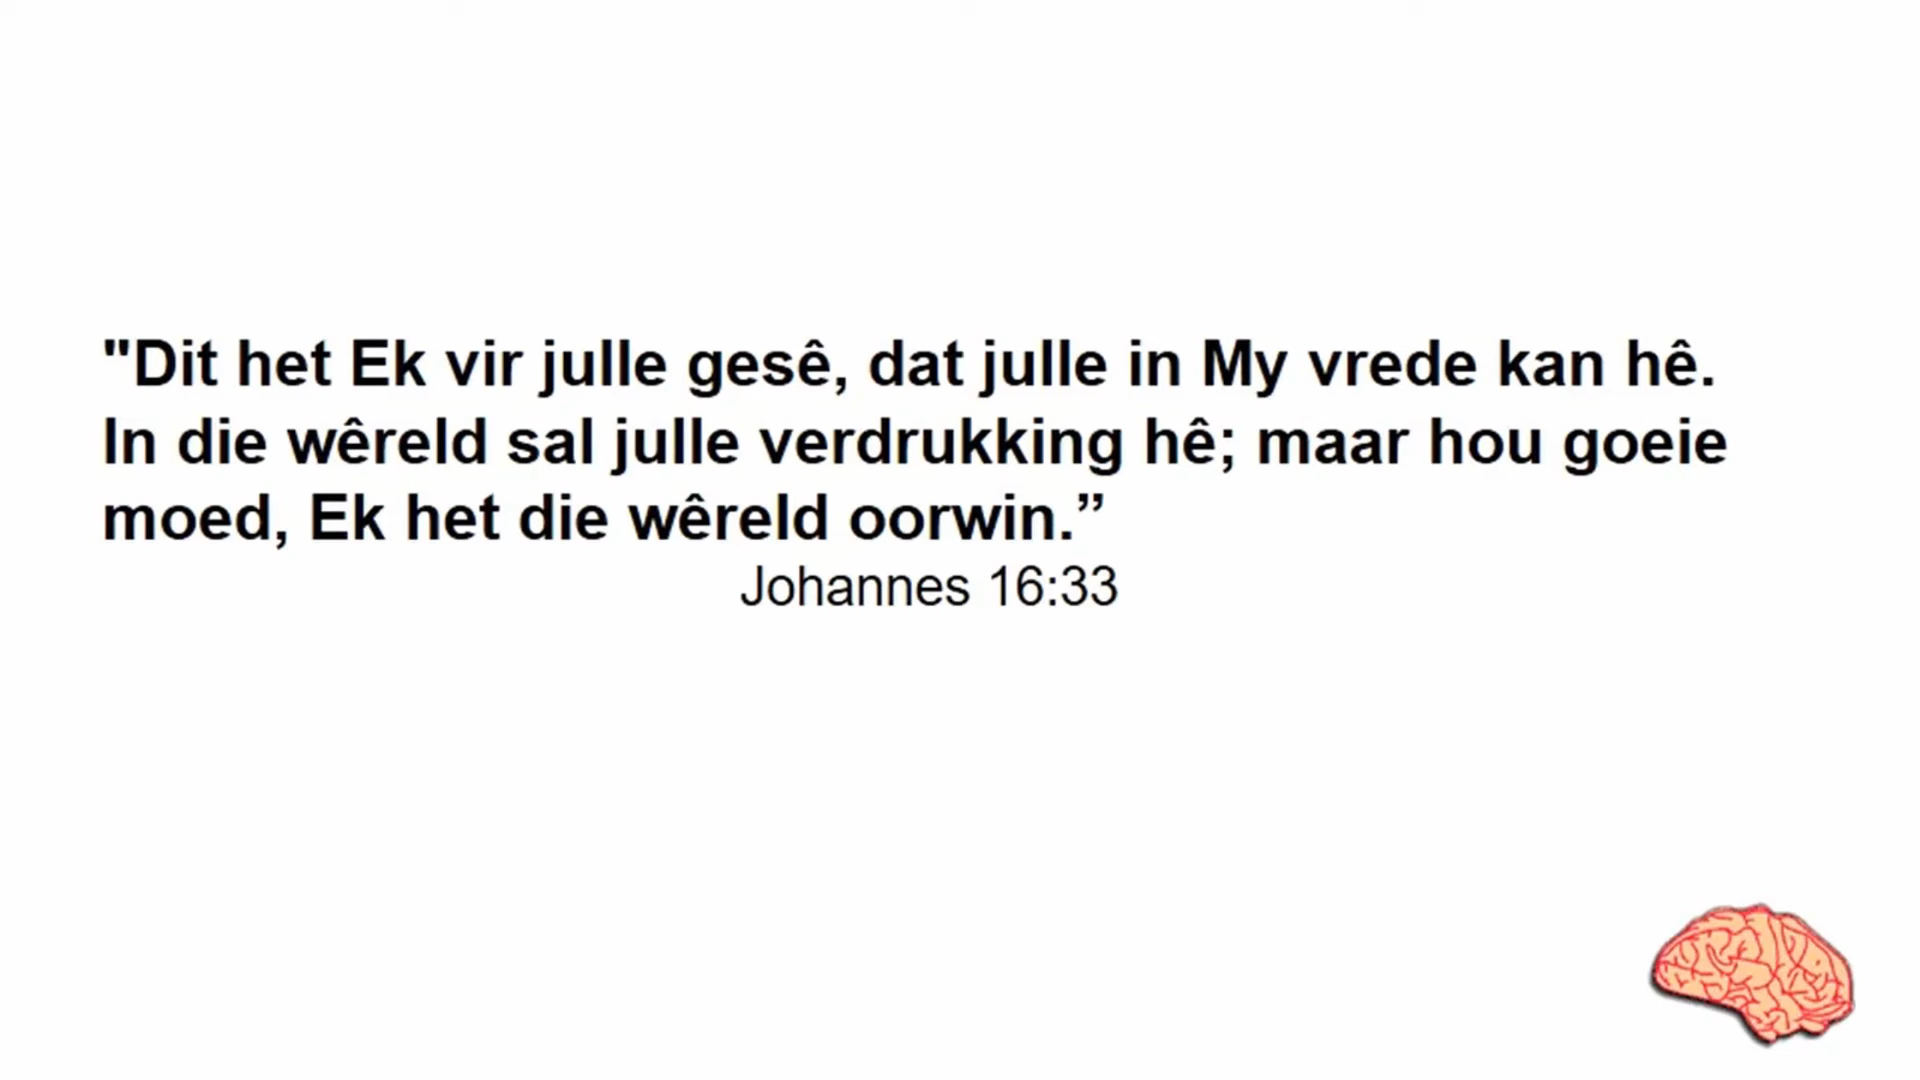 "Dit het Ek vir julle gesê, dat julle in My vrede kan hê.
In die wêreld sal julle verdrukking hê; maar hou goeie
moed, Ek het die wêreld oorwin.”
Johannes 16:33